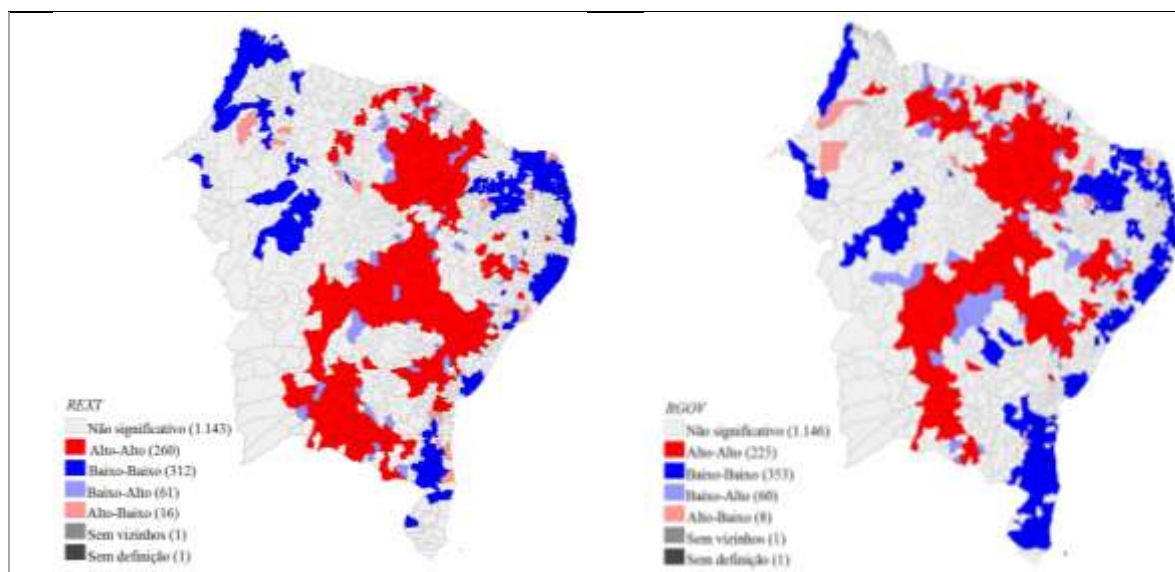 REXT
Não significativo (1.143)
Alto-Alto (260)
Baixo-Baixo (312)
Baixo-Alto (61)
Alto-Baixo (16)
Sem vizinhos (1)
Sem definição (1)
RGOV
Não significativo (1.146)
Alto-Alto (225)
Baixo-Baixo (353)
Baixo-Alto (60)
Alto-Baixo (8)
Sem vizinhos (1)
Sem definição (1)